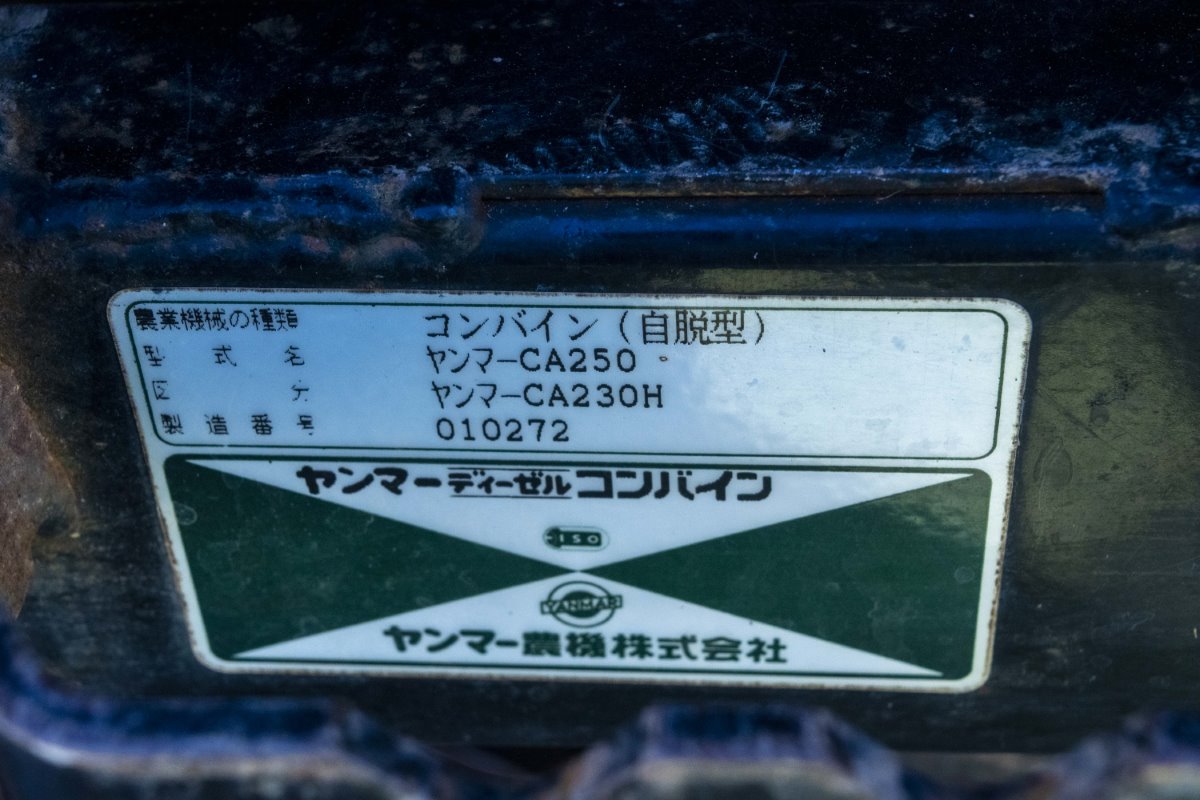 農業機械の種類 コンバイン（自脱型）
型式名 ヤンマーCA250
区分 ヤンマーCA230H
製造番号 010272
ヤンマーディーゼルコンバイン
ISO
YANMAR
ヤンマー農機株式会社